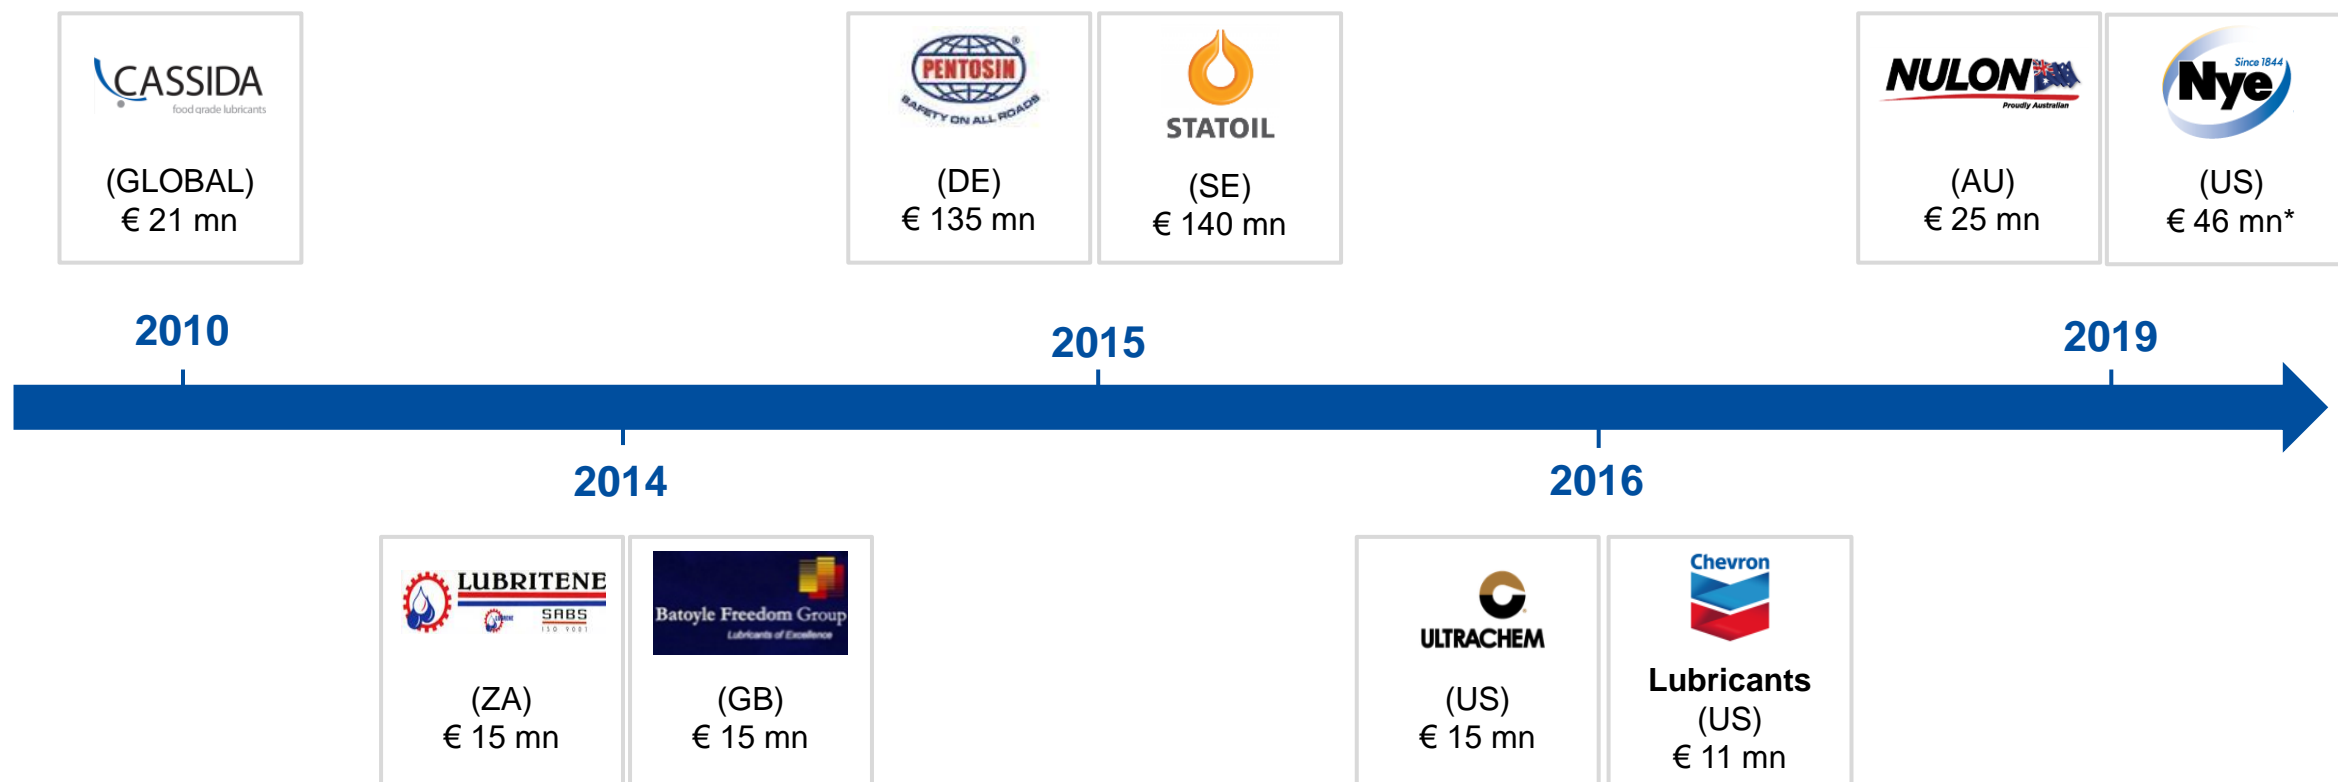 CASSIDA
food grade lubricants
(GLOBAL)
€ 21 mn
PENTOSIN
®
SAFETY ON ALL ROADS
(DE)
€ 135 mn
STATOIL
(SE)
€ 140 mn
NULON
Proudly Australian
(AU)
€ 25 mn
Since 1844
Nye
(US)
€ 46 mn*
2010
2015
2019
2014
2016
LUBRITENE
SABS
ISO 9001
(ZA)
€ 15 mn
Batoyle Freedom Group
Lubricants of Excellence
(GB)
€ 15 mn
ULTRACHEM
(US)
€ 15 mn
Chevron
Lubricants
(US)
€ 11 mn